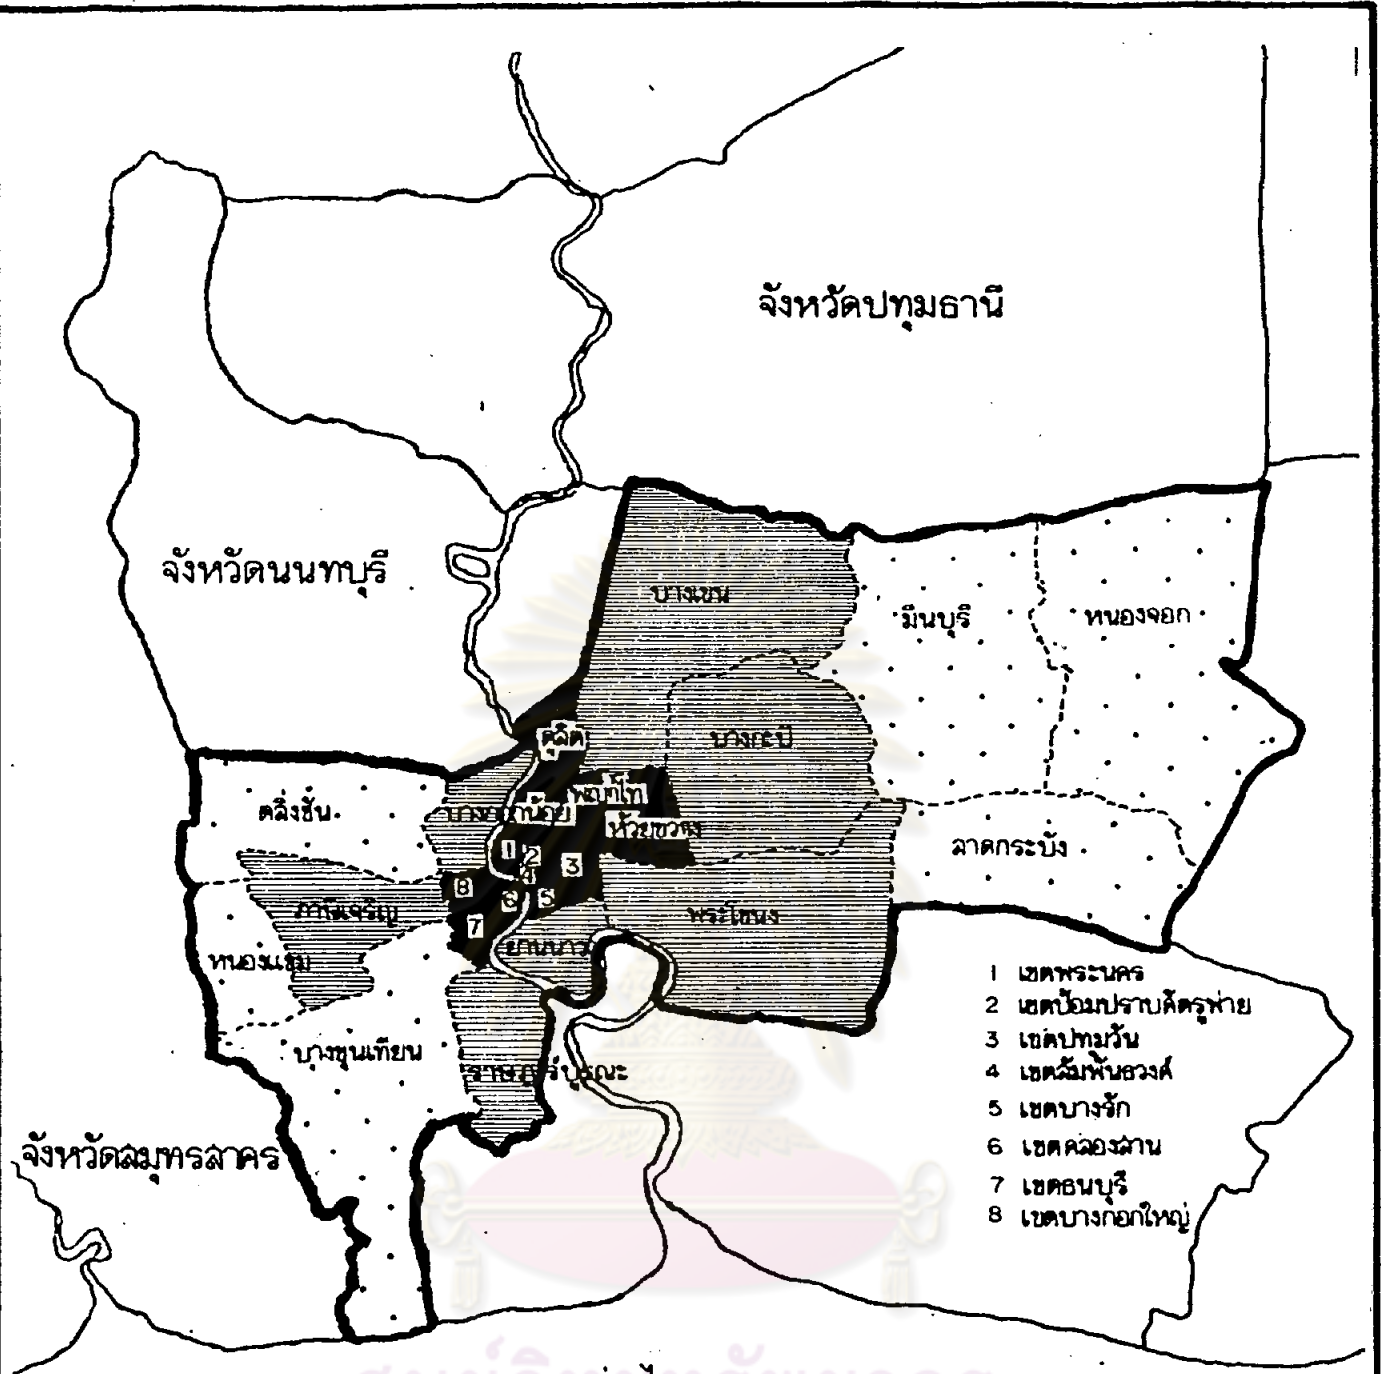 จังหวัดปทุมธานี
จังหวัดนนทบุรี
บางเขน
มีนบุรี
หนองจอก
ดุสิต
บางกะปิ
ตลิ่งชัน
บางกอกน้อย
พญาไท
ห้วยขวาง
ลาดกระบัง
1
2
3
4
5
6
7
8
ภาษีเจริญ
พระโขนง
ยานนาวา
หนองแขม
บางขุนเทียน
ราษฎร์บูรณะ
จังหวัดสมุทรสาคร
1 เขตพระนคร
2 เขตป้อมปราบศัตรูพ่าย
3 เขตปทุมวัน
4 เขตสัมพันธวงศ์
5 เขตบางรัก
6 เขตคลองสาน
7 เขตธนบุรี
8 เขตบางกอกใหญ่